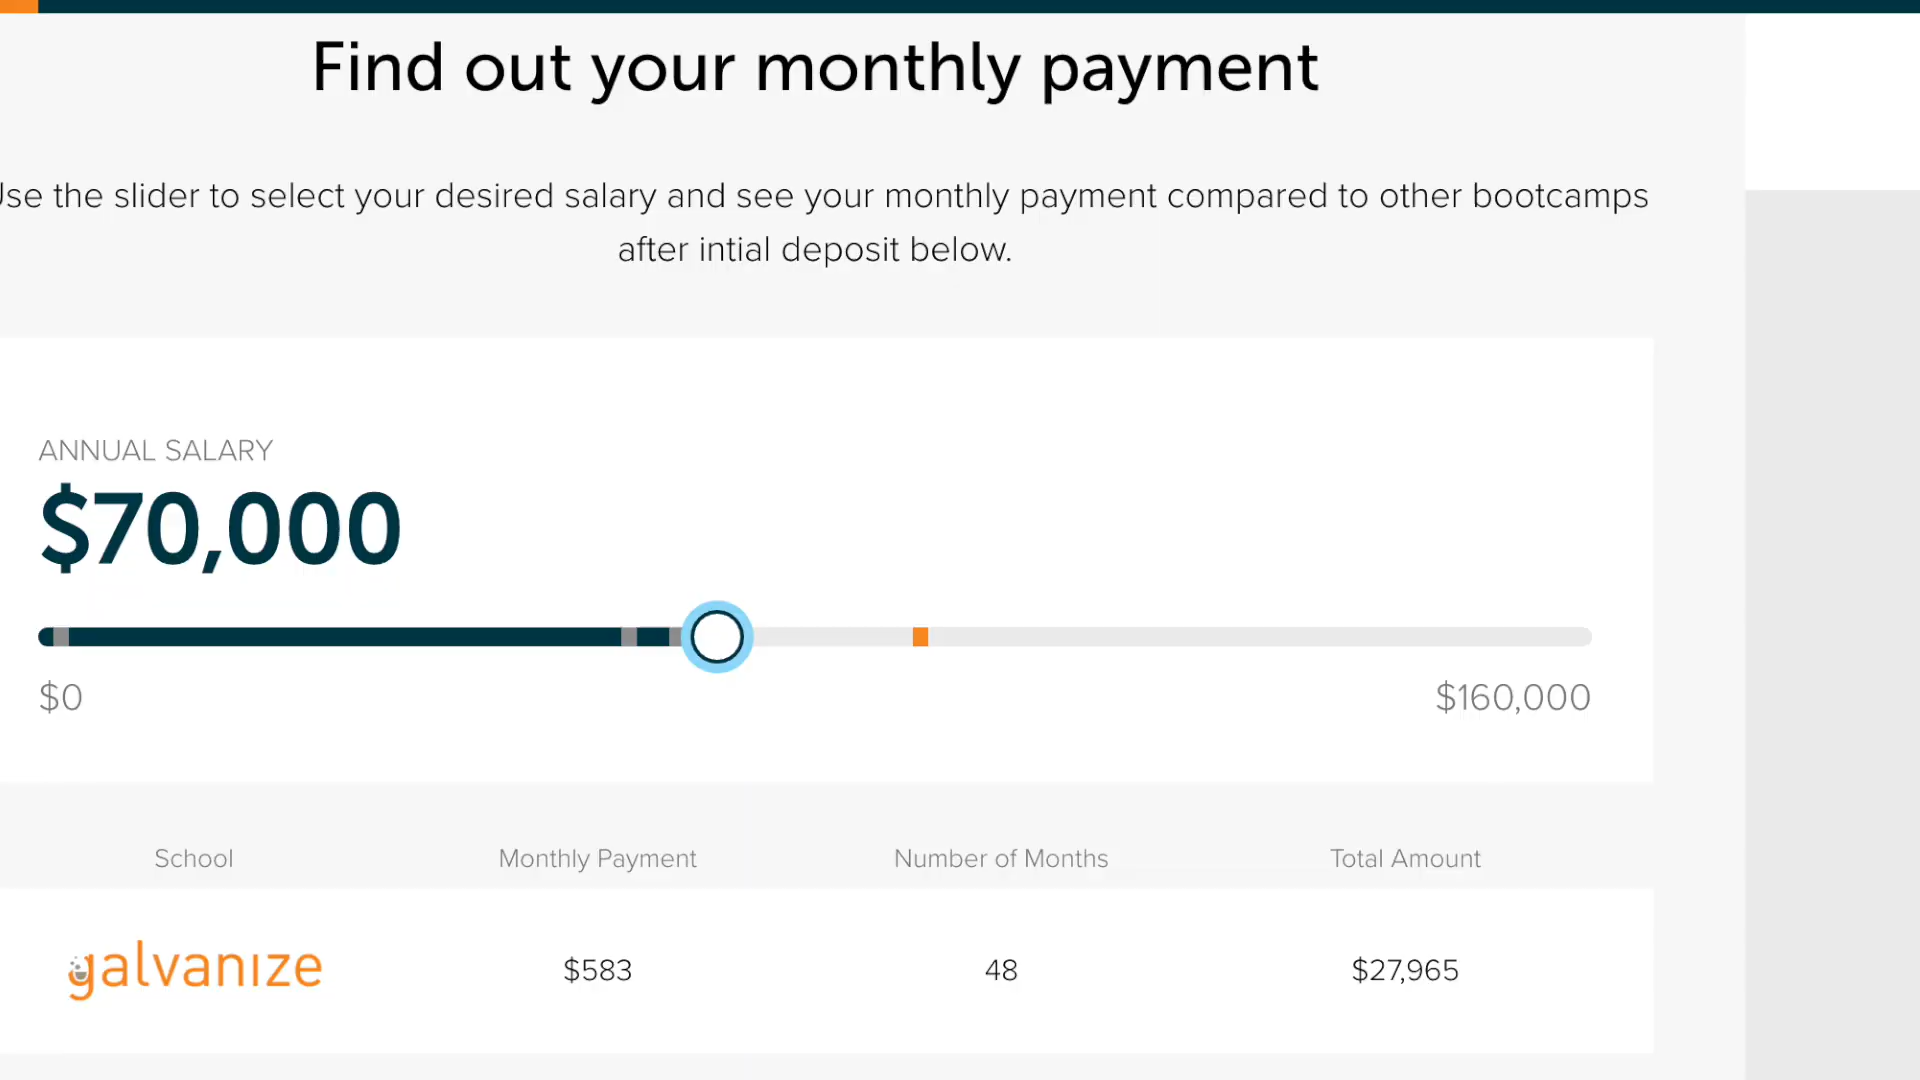 Find out your monthly payment
Use the slider to select your desired salary and see your monthly payment compared to other bootcamps
after intial deposit below.
ANNUAL SALARY
$70,000
$0 $160,000
School Monthly Payment Number of Months Total Amount
galvanize $583 48 $27,965